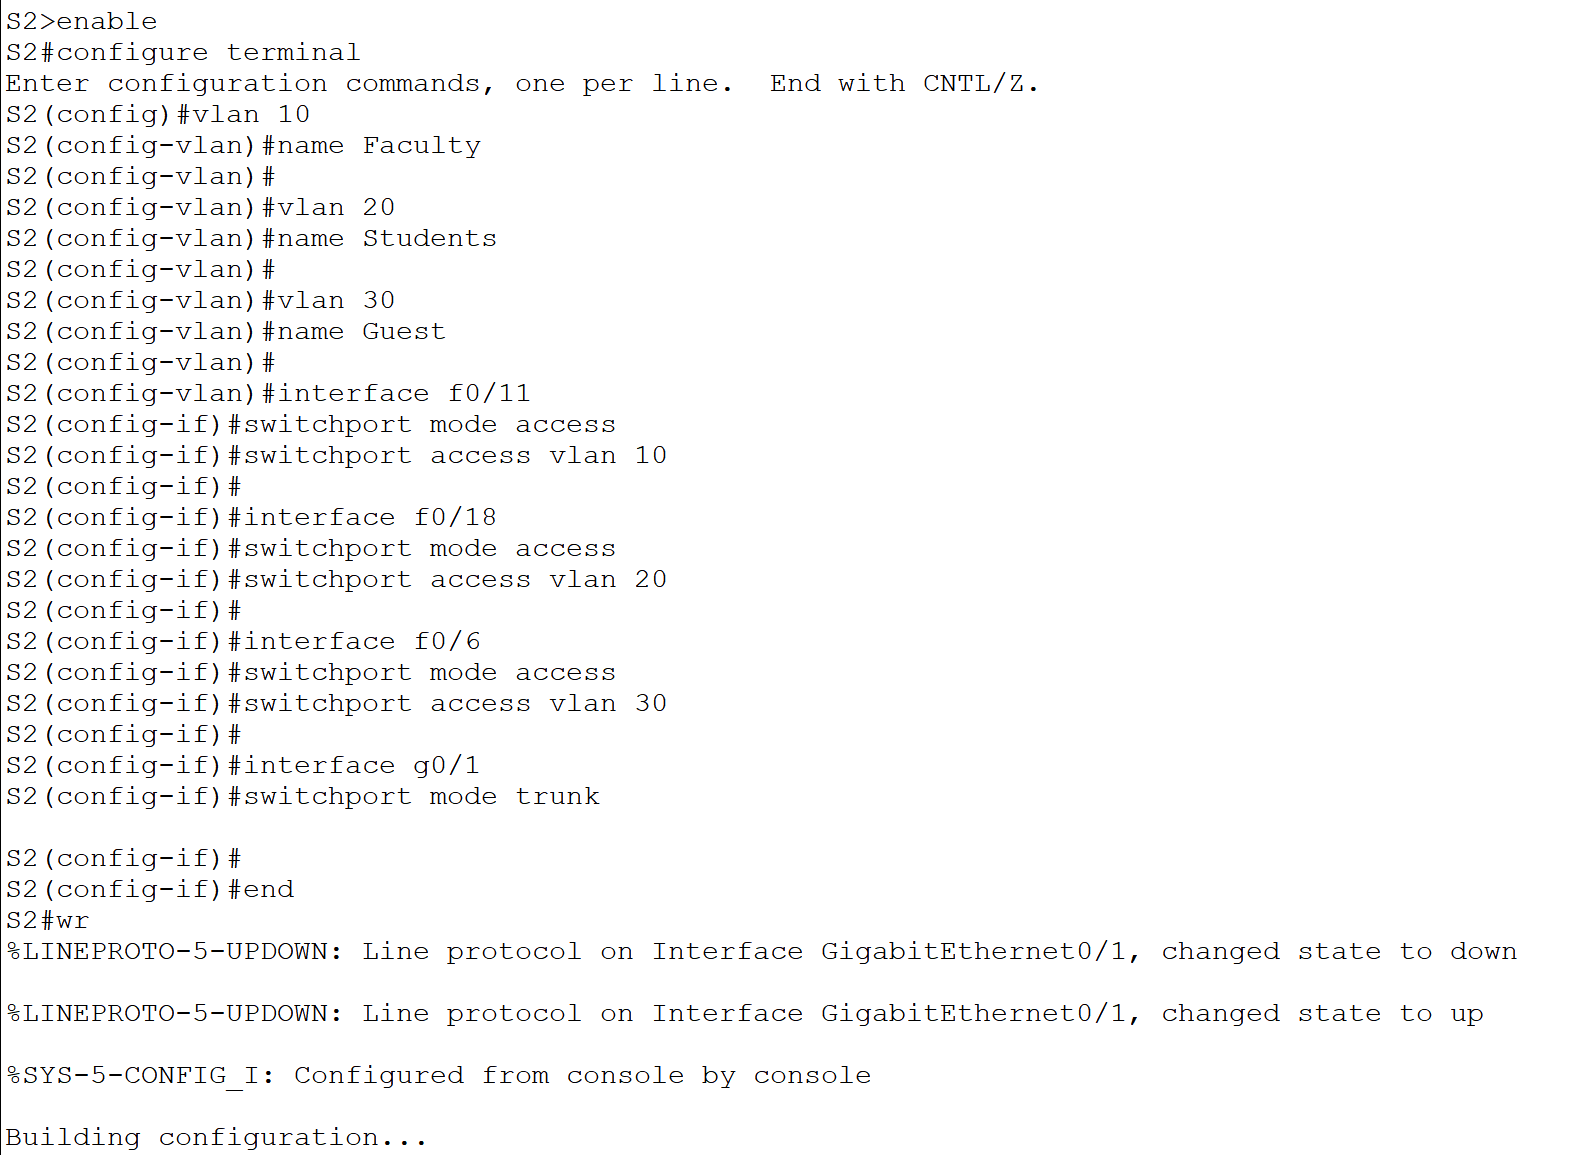 S2>enable
S2#configure terminal
Enter configuration commands, one per line.  End with CNTL/Z.
S2(config)#vlan 10
S2(config-vlan)#name Faculty
S2(config-vlan)#
S2(config-vlan)#vlan 20
S2(config-vlan)#name Students
S2(config-vlan)#
S2(config-vlan)#vlan 30
S2(config-vlan)#name Guest
S2(config-vlan)#
S2(config-vlan)#interface f0/11
S2(config-if)#switchport mode access
S2(config-if)#switchport access vlan 10
S2(config-if)#
S2(config-if)#interface f0/18
S2(config-if)#switchport mode access
S2(config-if)#switchport access vlan 20
S2(config-if)#
S2(config-if)#interface f0/6
S2(config-if)#switchport mode access
S2(config-if)#switchport access vlan 30
S2(config-if)#
S2(config-if)#interface g0/1
S2(config-if)#switchport mode trunk
S2(config-if)#
S2(config-if)#end
S2#wr
%LINEPROTO-5-UPDOWN: Line protocol on Interface GigabitEthernet0/1, changed state to down
%LINEPROTO-5-UPDOWN: Line protocol on Interface GigabitEthernet0/1, changed state to up
%SYS-5-CONFIG_I: Configured from console by console
Building configuration...